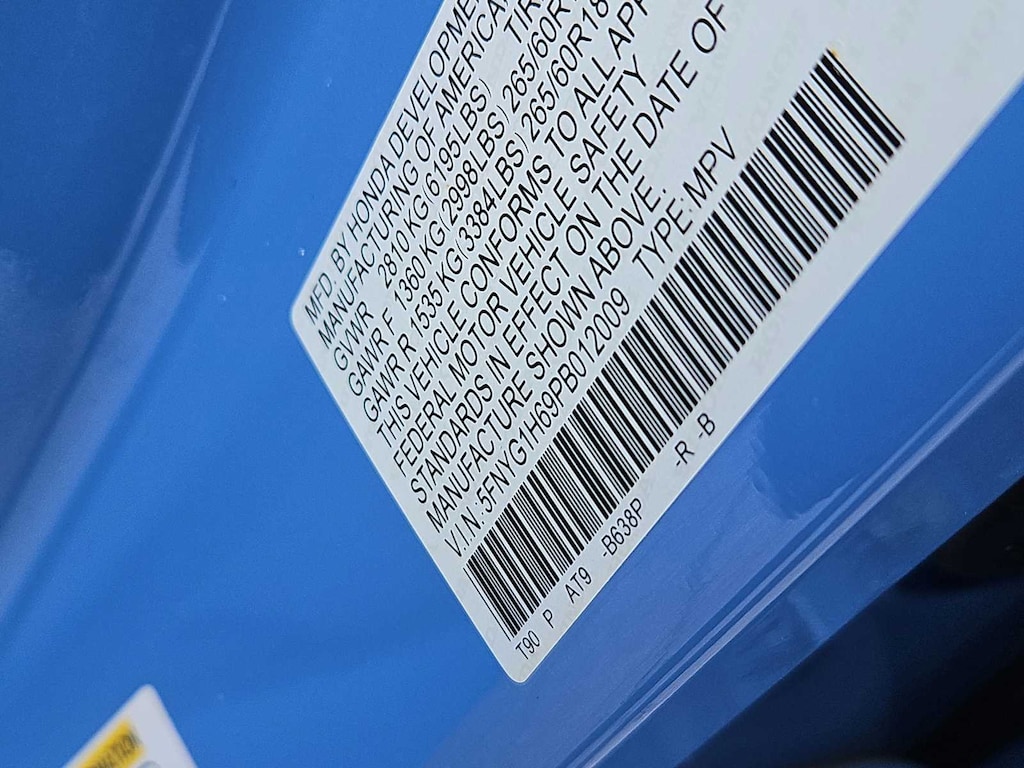 MFD. BY HONDA DEVELOPME
MANUFACTURING OF AMERICA
GVWR 2810 KG(6195LBS) TIR
GAWR F 1360 KG(2998LBS) 265/60R
GAWR R 1535 KG(3384LBS) 265/60R18
THIS VEHICLE CONFORMS TO ALL APP
FEDERAL MOTOR VEHICLE SAFETY
STANDARDS IN EFFECT ON THE DATE OF
MANUFACTURE SHOWN ABOVE.
V.I.N.:5FNYG1H69PB012009 TYPE:MPV
T90 P AT9 -B638P -R -B